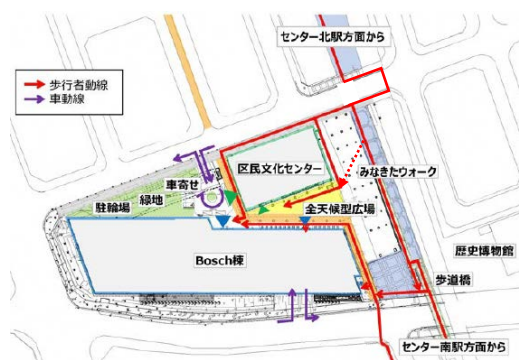 センター北駅方面から
歩行者動線
車動線
区民文化センター
みなきたウォーク
車寄せ
緑地
駐輪場
全天候型広場
歴史博物館
Bosch棟
歩道橋
センター南駅方面から